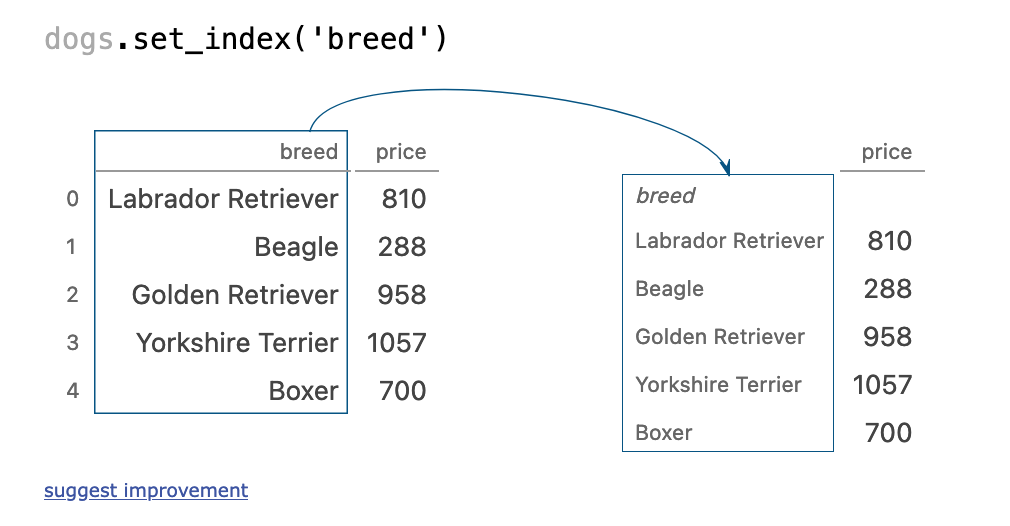 dogs.set_index('breed')
breed price
0 Labrador Retriever 810
1 Beagle 288
2 Golden Retriever 958
3 Yorkshire Terrier 1057
4 Boxer 700
price
breed
Labrador Retriever 810
Beagle 288
Golden Retriever 958
Yorkshire Terrier 1057
Boxer 700
suggest improvement